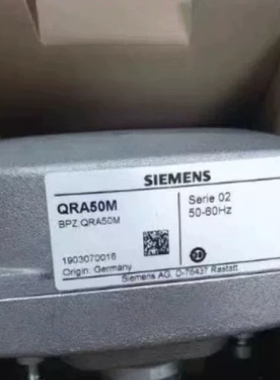 SIEMENS
QRA50M
BPZ:QRA50M
Serie 02
50-60Hz
1903070016
Origin: Germany
Siemens AG, D-76437 Rastatt